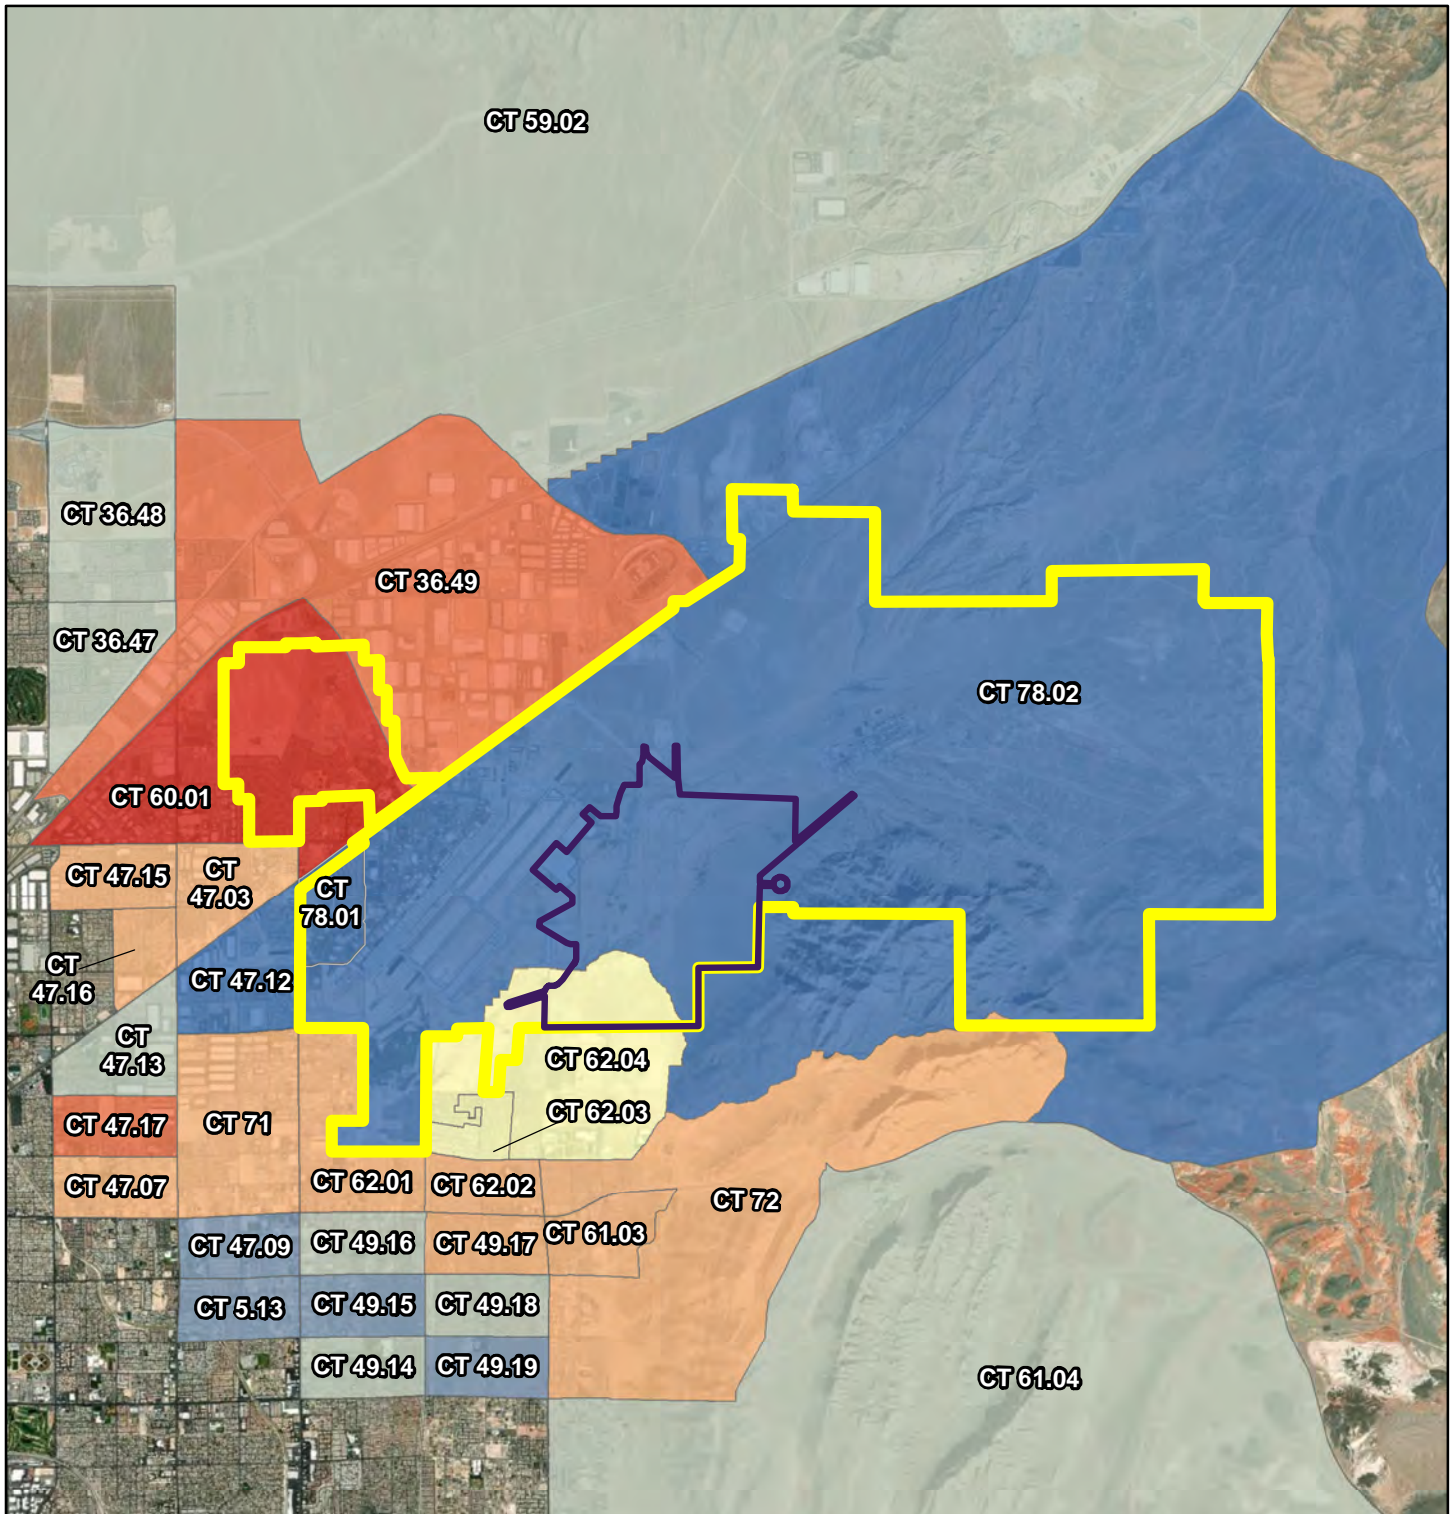 CT 59.02
CT 36.48
CT 36.49
CT 36.47
CT 78.02
CT 60.01
CT 47.15
CT
47.03
CT
78.01
CT
47.16
CT 47.12
CT
47.13
CT 62.04
CT 62.03
CT 47.17
CT 71
CT 47.07
CT 62.01
CT 62.02
CT 72
CT 47.09
CT 49.16
CT 49.17
CT 61.03
CT 5.13
CT 49.15
CT 49.18
CT 49.14
CT 49.19
CT 61.04